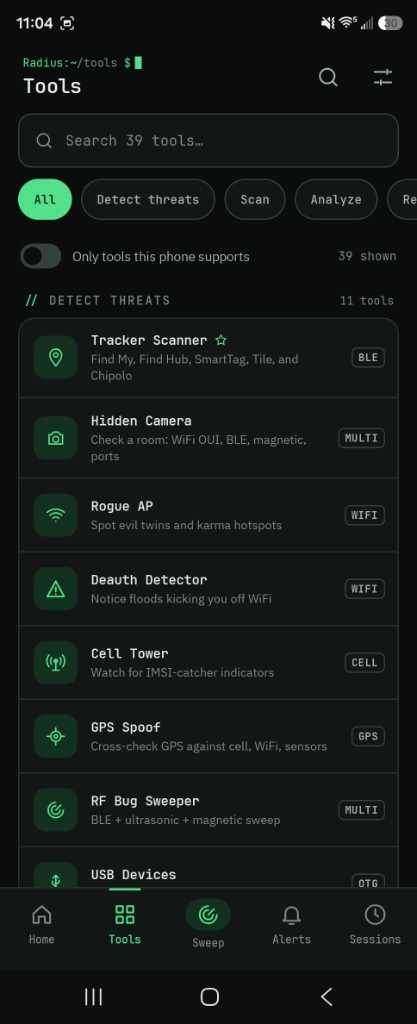 11:04
30
Radius:~/tools $
Tools
Search 39 tools…
All
Detect threats
Scan
Analyze
Re
Only tools this phone supports
39 shown
// DETECT THREATS
11 tools
Tracker Scanner
Find My, Find Hub, SmartTag, Tile, and
Chipolo
BLE
Hidden Camera
Check a room: WiFi OUI, BLE, magnetic,
ports
MULTI
Rogue AP
Spot evil twins and karma hotspots
WIFI
Deauth Detector
Notice floods kicking you off WiFi
WIFI
Cell Tower
Watch for IMSI-catcher indicators
CELL
GPS Spoof
Cross-check GPS against cell, WiFi, sensors
GPS
RF Bug Sweeper
BLE + ultrasonic + magnetic sweep
MULTI
USB Devices
OTG
Home
Tools
Sweep
Alerts
Sessions